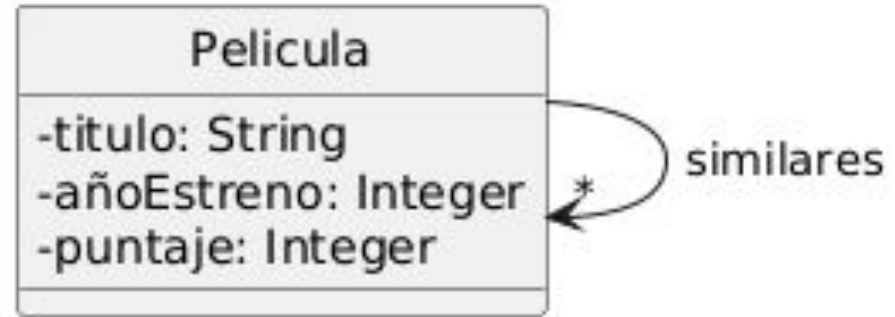 Pelicula
-titulo: String
-añoEstreno: Integer
-puntaje: Integer
*
similares